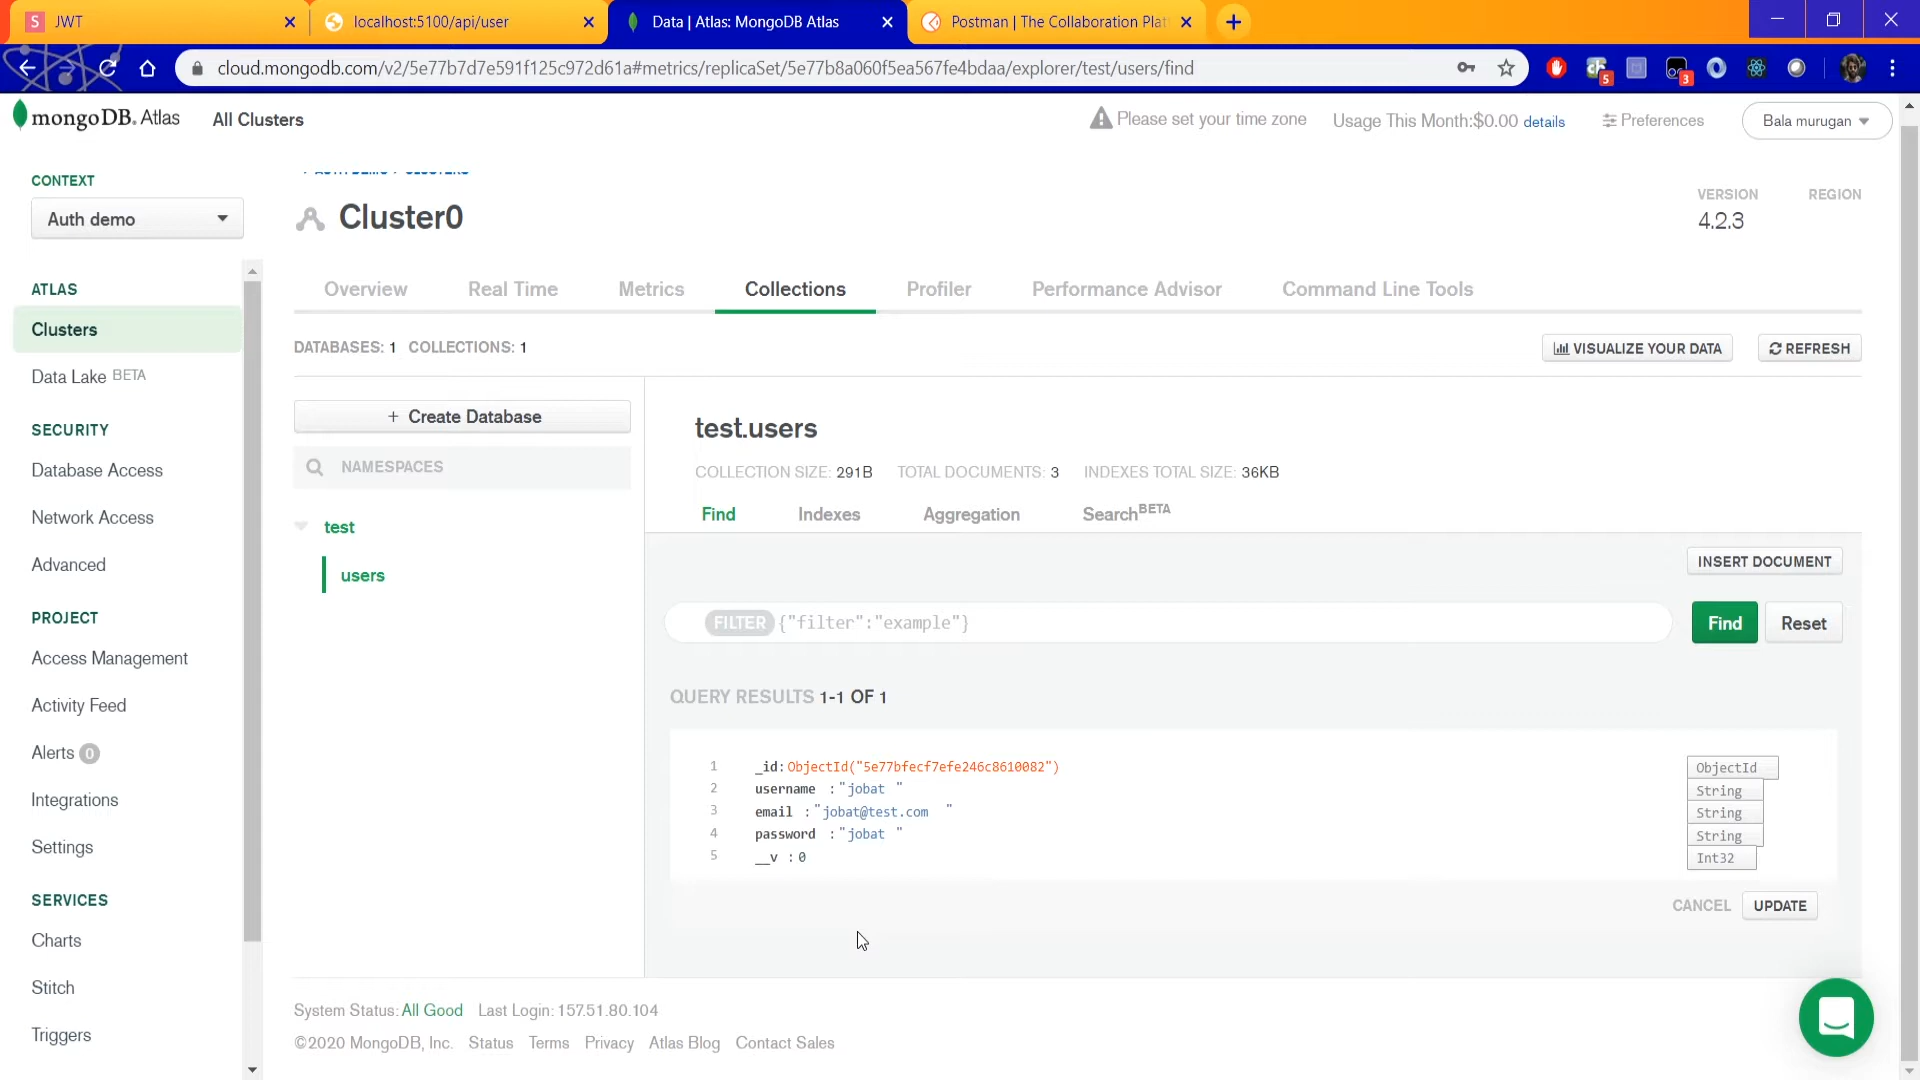 JWT
localhost:5100/api/user
Data | Atlas: MongoDB Atlas
Postman | The Collaboration Plat
cloud.mongodb.com/v2/5e77b7d7e591f125c972d61a#metrics/replicaSet/5e77b8a060f5ea567fe4bdaa/explorer/test/users/find
5
3
mongoDB. Atlas
All Clusters
Please set your time zone
Usage This Month:$0.00 details
Preferences
Bala murugan
CONTEXT
Auth demo
ATLAS
Clusters
Data Lake BETA
SECURITY
Database Access
Network Access
Advanced
PROJECT
Access Management
Activity Feed
Alerts 0
Integrations
Settings
SERVICES
Charts
Stitch
Triggers
Cluster0
VERSION
4.2.3
REGION
Overview
Real Time
Metrics
Collections
Profiler
Performance Advisor
Command Line Tools
DATABASES: 1 COLLECTIONS: 1
VISUALIZE YOUR DATA
REFRESH
+ Create Database
NAMESPACES
test
users
test.users
COLLECTION SIZE: 291B TOTAL DOCUMENTS: 3 INDEXES TOTAL SIZE: 36KB
Find
Indexes
Aggregation
Search BETA
INSERT DOCUMENT
FILTER {"filter":"example"}
Find
Reset
QUERY RESULTS 1-1 OF 1
1 _id: ObjectId("5e77bfecf7efe246c8610082") ObjectId
2 username : "jobat " String
3 email : "jobat@test.com " String
4 password : "jobat " String
5 __v : 0 Int32
CANCEL
UPDATE
System Status: All Good Last Login: 157.51.80.104
©2020 MongoDB, Inc. Status Terms Privacy Atlas Blog Contact Sales